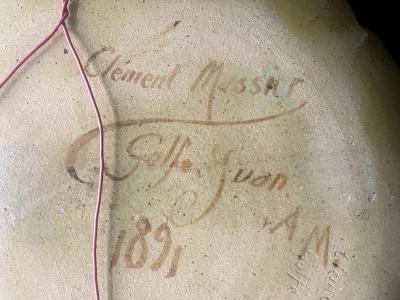 Clément Massier
Golfe Juan
A.M.
1891